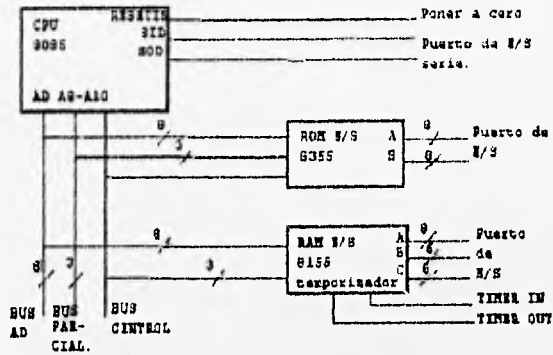 CPU
8085
RESETIN
SID
SOD
AD A8-A10
Poner a cero
Puerto de E/S
serie.
8
3
ROM E/S A
8355 B
8
8
Puerto de
E/S
8
3
RAM E/S A
8155 B
temporizador C
8
6
6
Puerto
de
E/S
TIMER IN
TIMER OUT
8
3
BUS
AD
BUS
PAR-
CIAL.
BUS
CONTROL